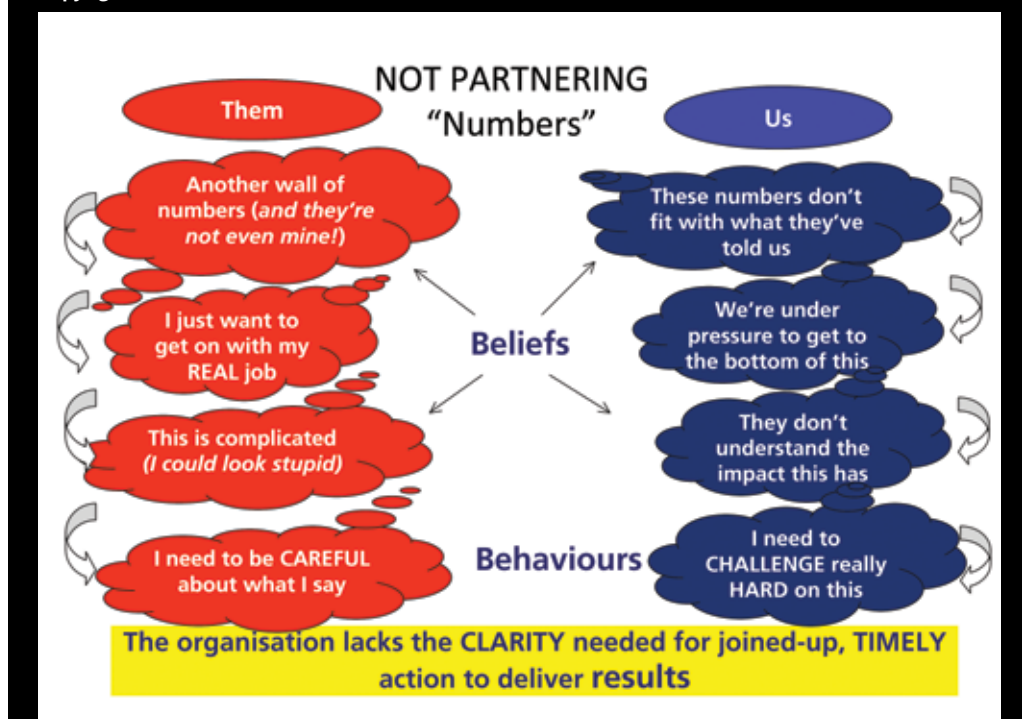 NOT PARTNERING
"Numbers"
Them
Us
Another wall of
numbers (and they're
not even mine!)
I just want to
get on with my
REAL job
This is complicated
(I could look stupid)
I need to be CAREFUL
about what I say
Beliefs
Behaviours
These numbers don't
fit with what they've
told us
We're under
pressure to get to
the bottom of this
They don't
understand the
impact this has
I need to
CHALLENGE really
HARD on this
The organisation lacks the CLARITY needed for joined-up, TIMELY
action to deliver results